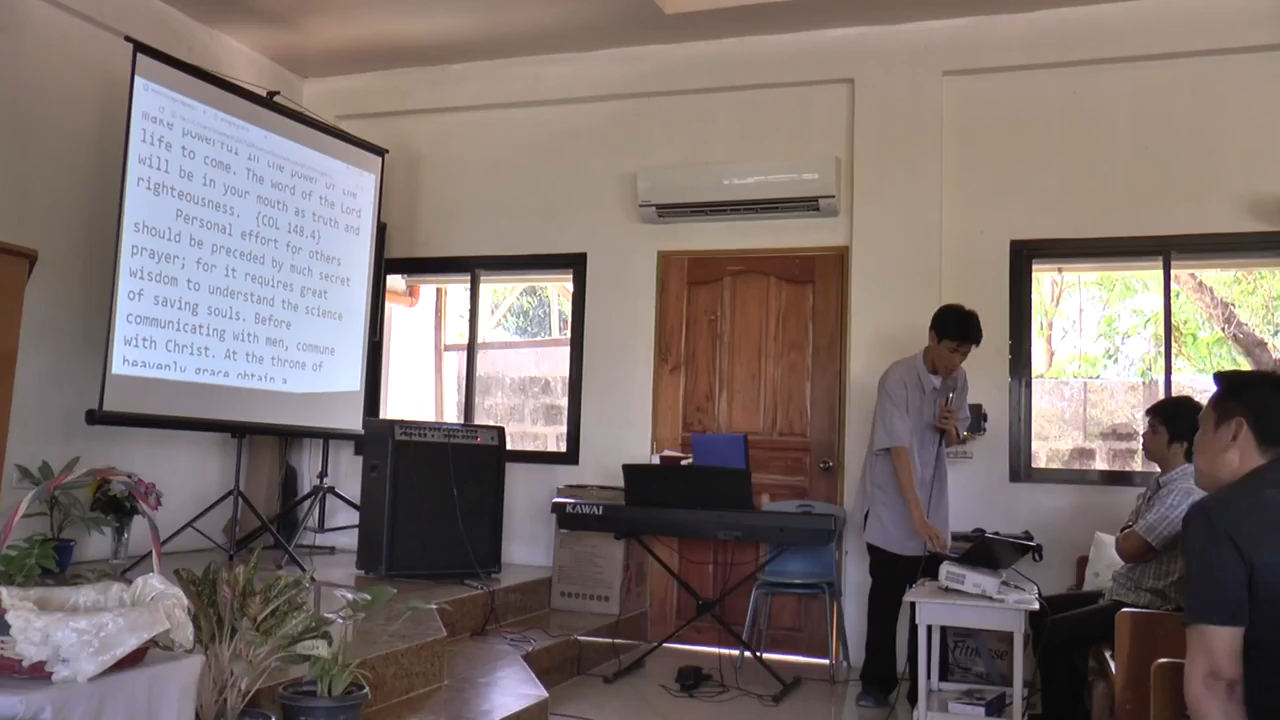 make powerful in the power of the
life to come. The word of the Lord
will be in your mouth as truth and
righteousness. {COL 148.4}
Personal effort for others
should be preceded by much secret
prayer; for it requires great
wisdom to understand the science
of saving souls. Before
communicating with men, commune
with Christ. At the throne of
heavenly grace obtain a
KAWAI
Fitnesse